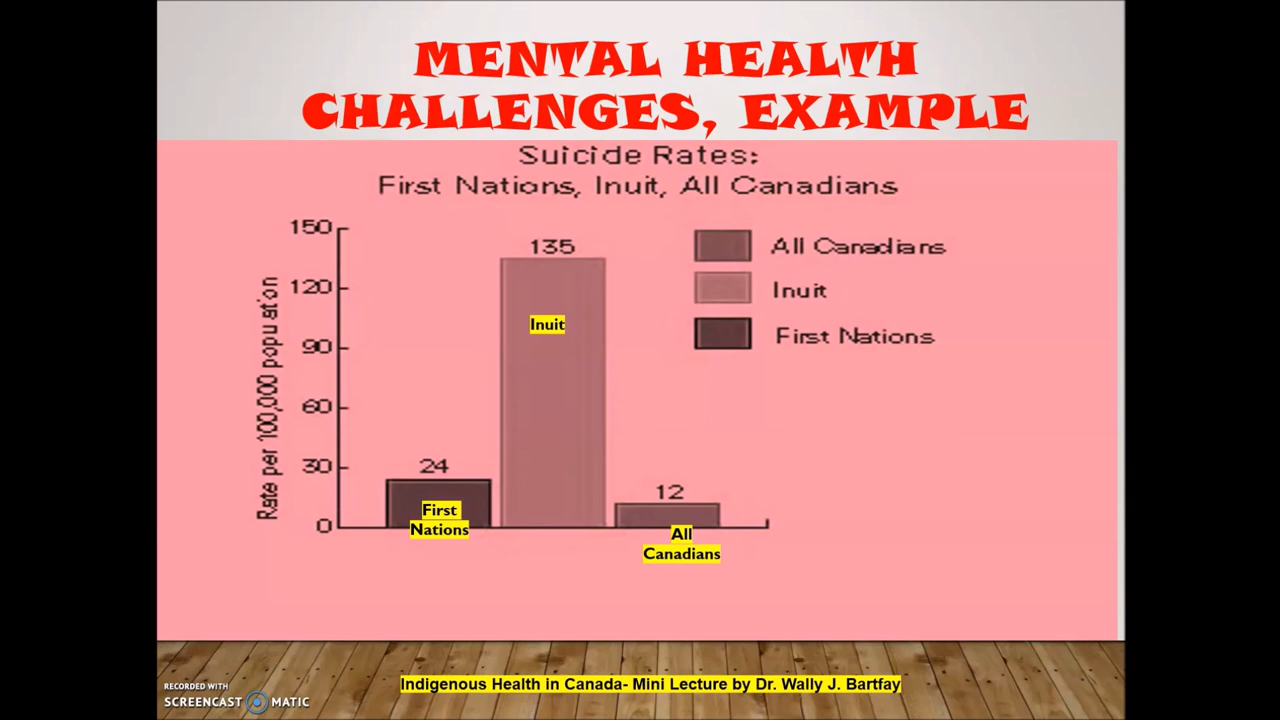 MENTAL HEALTH
CHALLENGES, EXAMPLE
Suicide Rates:
First Nations, Inuit, All Canadians
150
120
90
60
30
0
Rate per 100,000 population
24
135
12
First
Nations
Inuit
All
Canadians
All Canadians
Inuit
First Nations
Indigenous Health in Canada- Mini Lecture by Dr. Wally J. Bartfay
RECORDED WITH
SCREENCAST MATIC